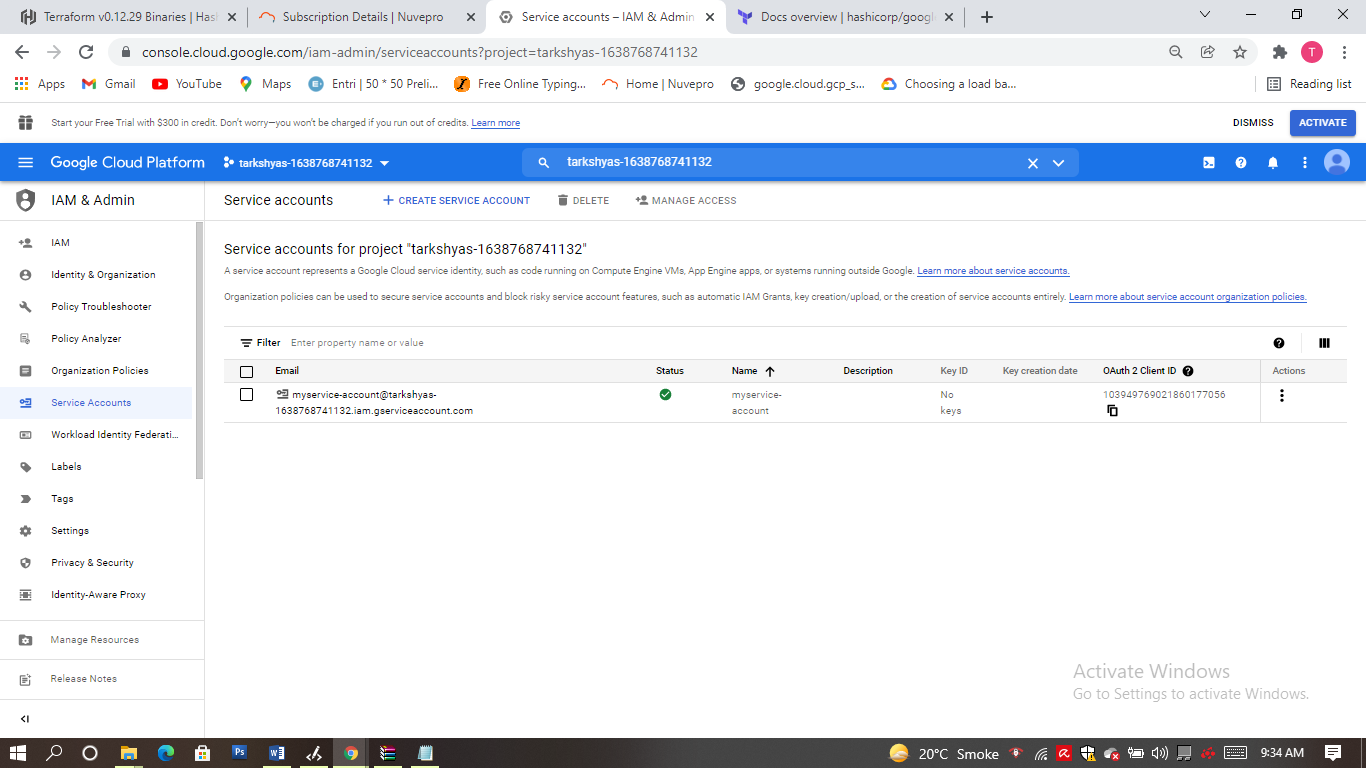 Terraform v0.12.29 Binaries | Has
Subscription Details | Nuvepro
Service accounts – IAM & Admin
Docs overview | hashicorp/googl
console.cloud.google.com/iam-admin/serviceaccounts?project=tarkshyas-1638768741132
T
Apps
Gmail
YouTube
Maps
Entri | 50 * 50 Preli...
Free Online Typing...
Home | Nuvepro
google.cloud.gcp_s...
Choosing a load ba...
Reading list
Start your Free Trial with $300 in credit. Don't worry—you won't be charged if you run out of credits. Learn more
DISMISS
ACTIVATE
Google Cloud Platform
tarkshyas-1638768741132
tarkshyas-1638768741132
IAM & Admin
Service accounts
CREATE SERVICE ACCOUNT
DELETE
MANAGE ACCESS
IAM
Identity & Organization
Policy Troubleshooter
Policy Analyzer
Organization Policies
Service Accounts
Workload Identity Federati...
Labels
Tags
Settings
Privacy & Security
Identity-Aware Proxy
Manage Resources
Release Notes
Service accounts for project "tarkshyas-1638768741132"
A service account represents a Google Cloud service identity, such as code running on Compute Engine VMs, App Engine apps, or systems running outside Google. Learn more about service accounts.
Organization policies can be used to secure service accounts and block risky service account features, such as automatic IAM Grants, key creation/upload, or the creation of service accounts entirely. Learn more about service account organization policies.
Filter Enter property name or value
Email Status Name Description Key ID Key creation date OAuth 2 Client ID Actions
myservice-account@tarkshyas-
1638768741132.iam.gserviceaccount.com
myservice-
account
No
keys
103949769021860177056
Activate Windows
Go to Settings to activate Windows.
Ps
W
20°C Smoke
9:34 AM